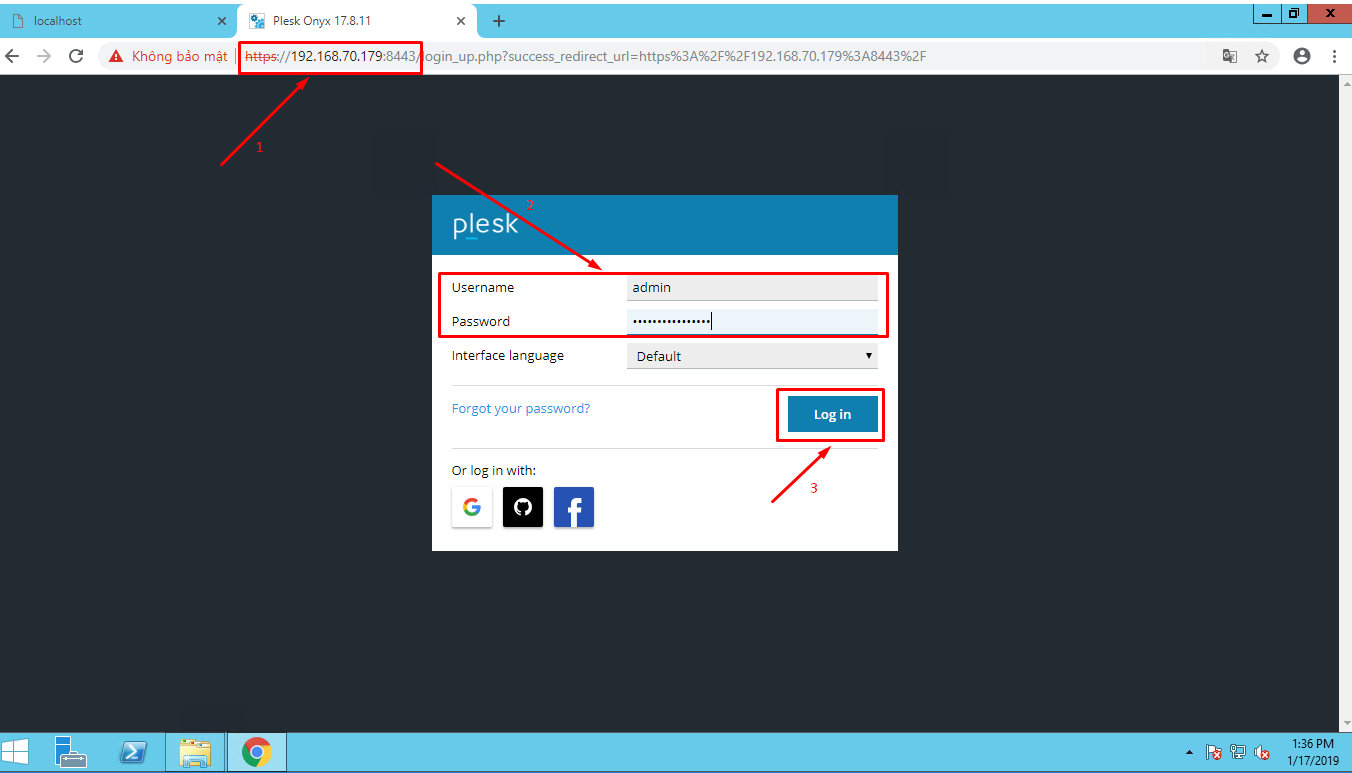 localhost
Plesk Onyx 17.8.11
Không bảo mật
https://192.168.70.179:8443/login_up.php?success_redirect_url=https%3A%2F%2F192.168.70.179%3A8443%2F
1
2
plesk
Username
admin
Password
••••••••••••••••
Interface language
Default
Forgot your password?
Log in
3
Or log in with:
1:36 PM
1/17/2019